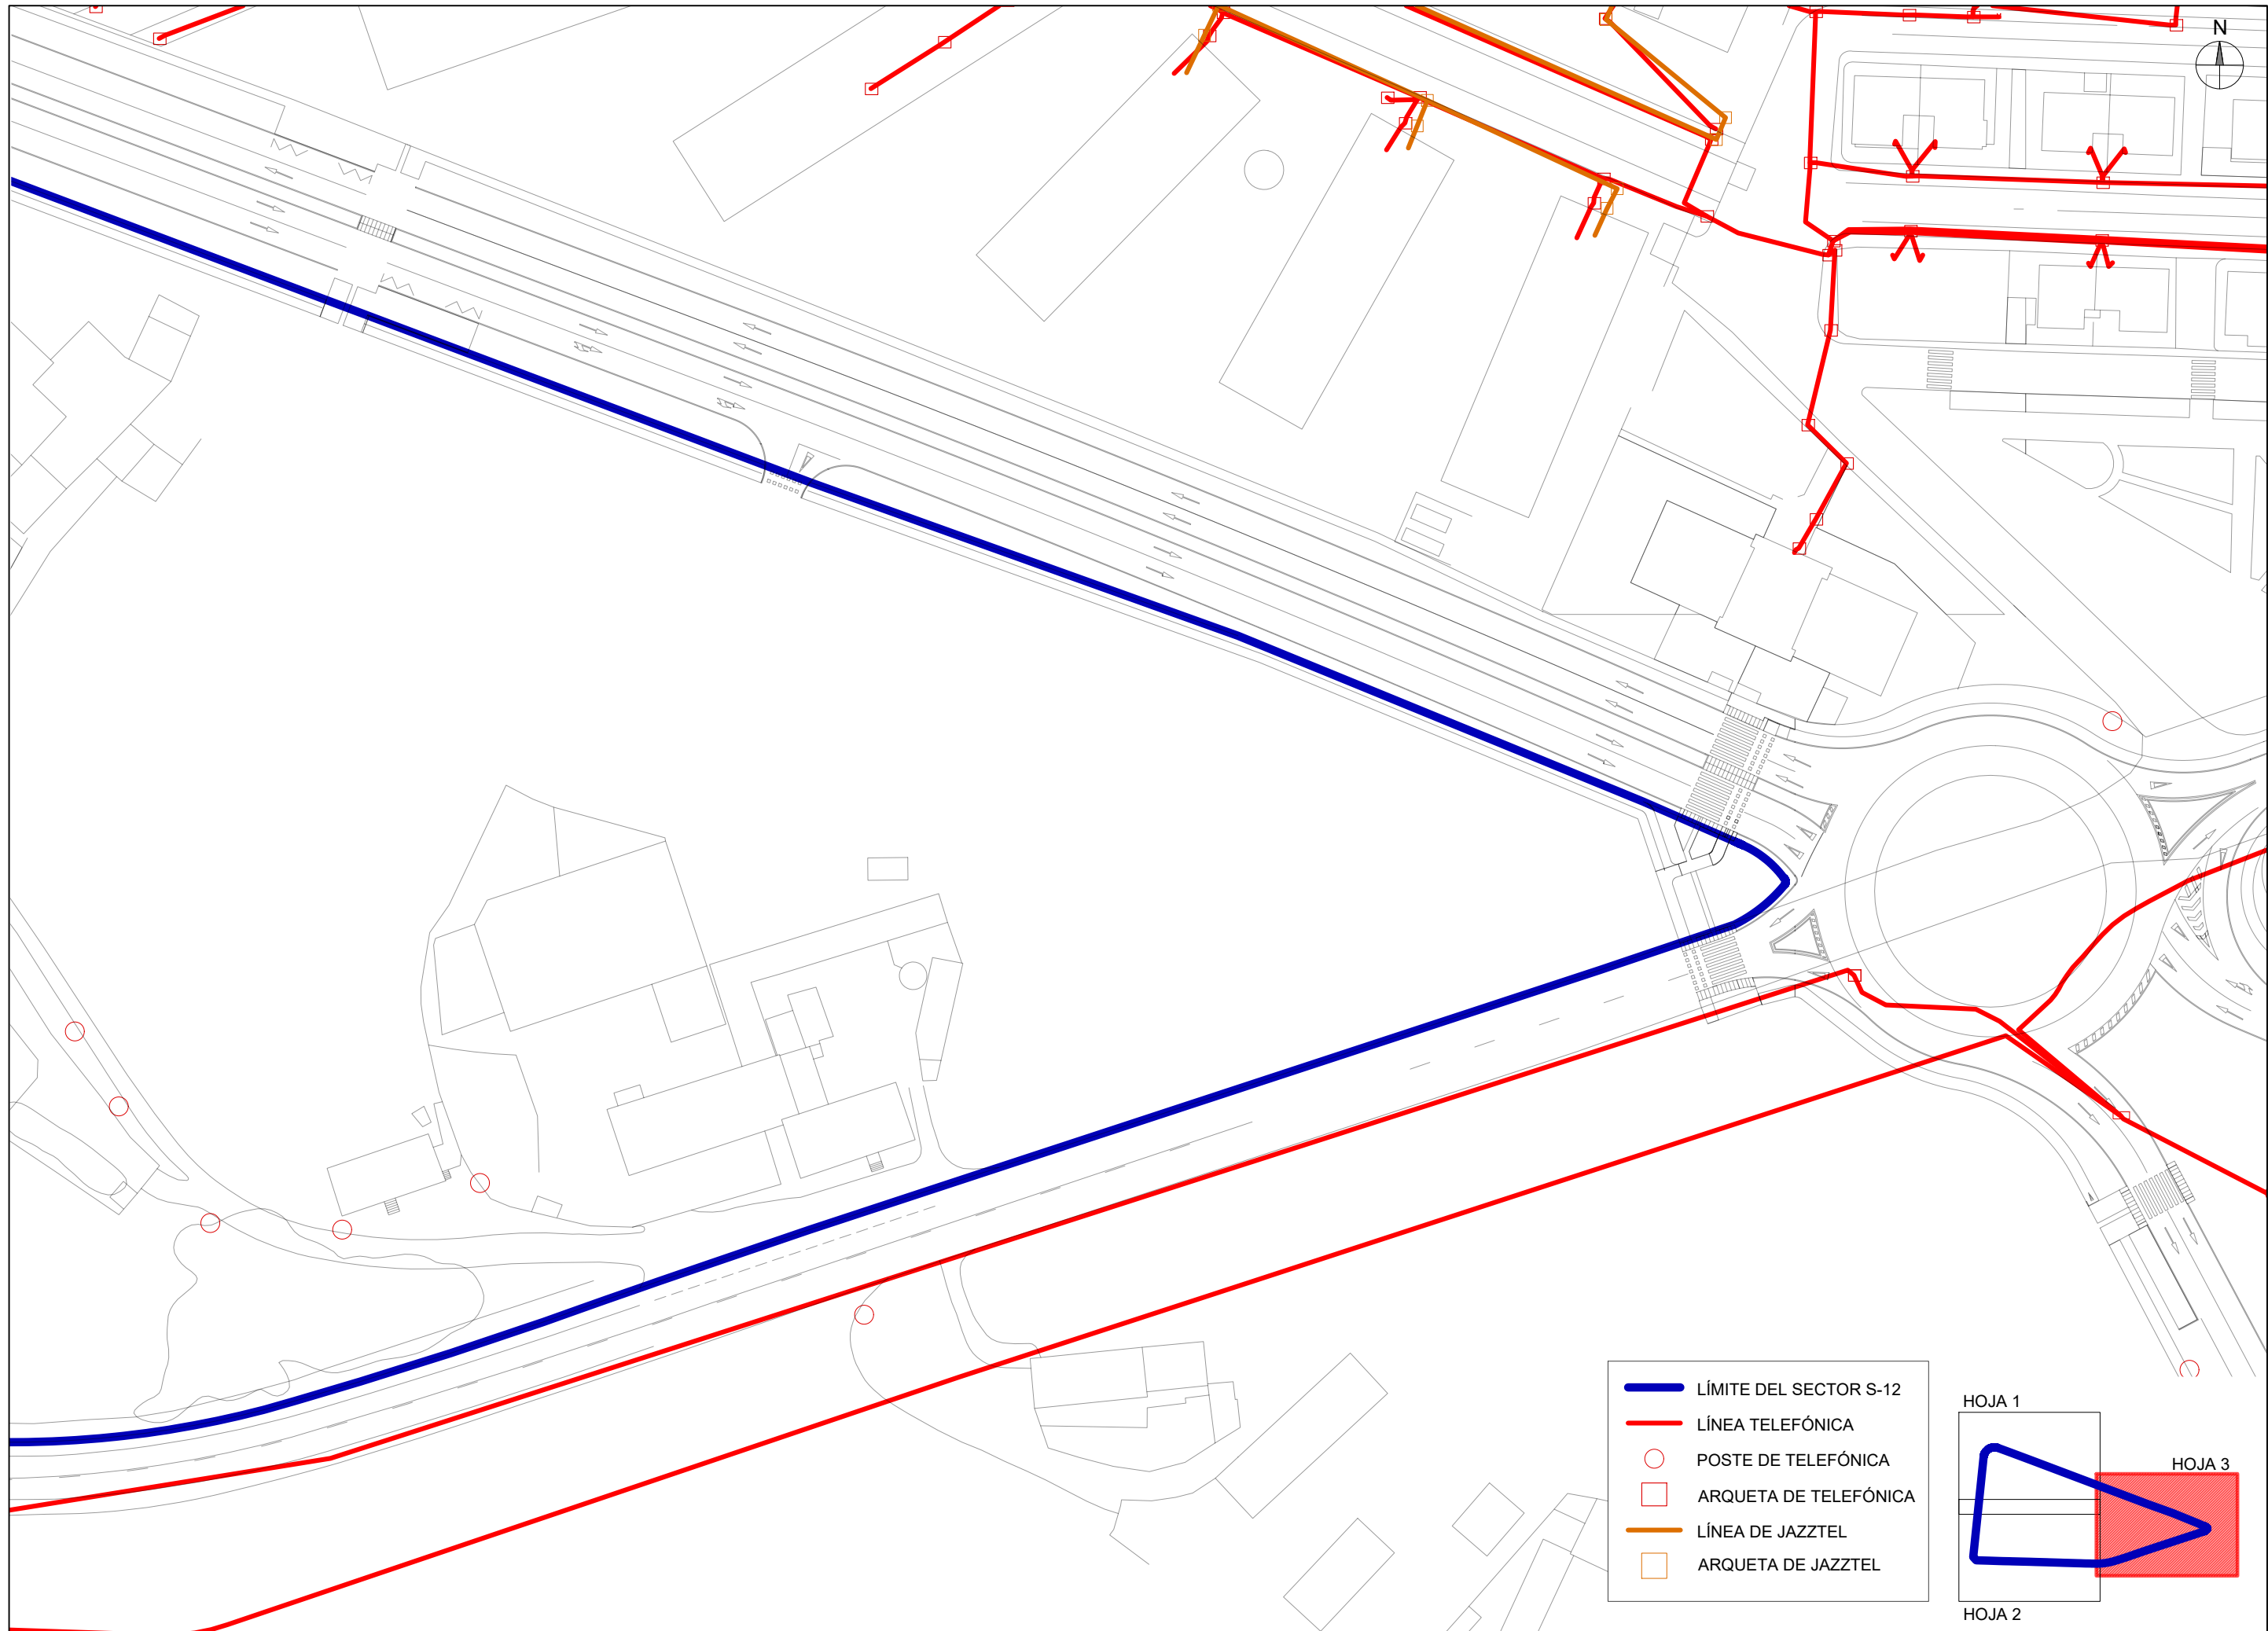 N
LÍMITE DEL SECTOR S-12
LÍNEA TELEFÓNICA
POSTE DE TELEFÓNICA
ARQUETA DE TELEFÓNICA
LÍNEA DE JAZZTEL
ARQUETA DE JAZZTEL
HOJA 1
HOJA 3
HOJA 2